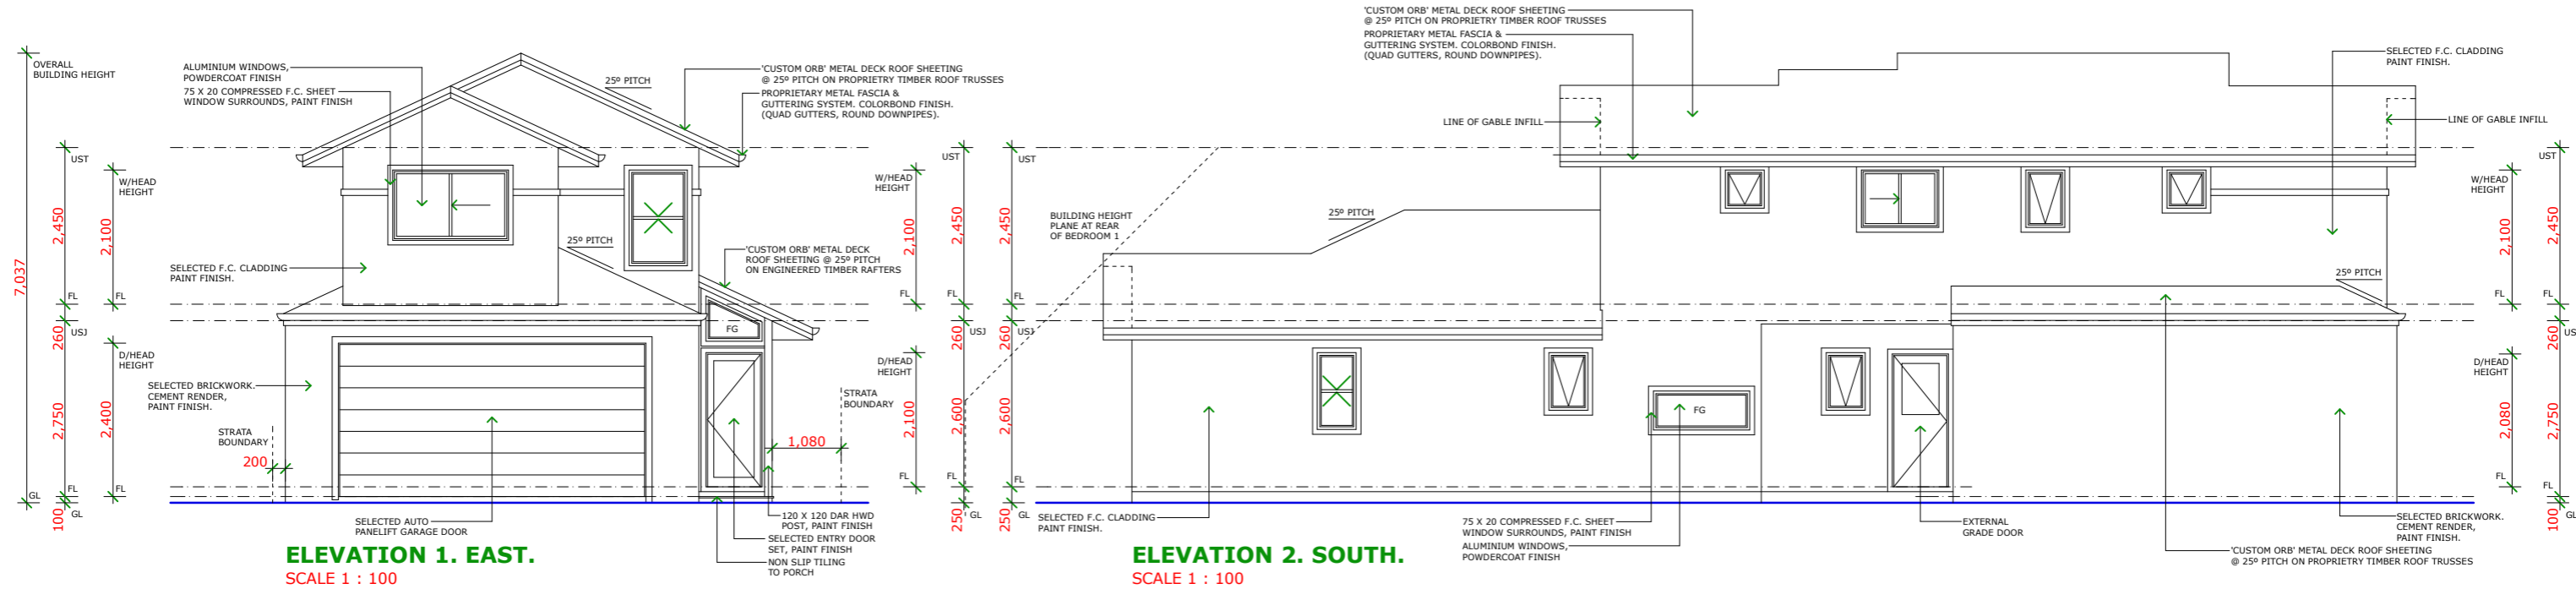 OVERALL
BUILDING HEIGHT
7,037
GL
UST
2,450
FL
260
USJ
2,750
FL
100
GL
W/HEAD
HEIGHT
2,100
FL
D/HEAD
HEIGHT
2,400
FL
ALUMINIUM WINDOWS,
POWDERCOAT FINISH
75 X 20 COMPRESSED F.C. SHEET
WINDOW SURROUNDS, PAINT FINISH
25º PITCH
'CUSTOM ORB' METAL DECK ROOF SHEETING
@ 25º PITCH ON PROPRIETRY TIMBER ROOF TRUSSES
PROPRIETARY METAL FASCIA &
GUTTERING SYSTEM. COLORBOND FINISH.
(QUAD GUTTERS, ROUND DOWNPIPES).
SELECTED F.C. CLADDING
PAINT FINISH.
25º PITCH
'CUSTOM ORB' METAL DECK
ROOF SHEETING @ 25º PITCH
ON ENGINEERED TIMBER RAFTERS
FG
SELECTED BRICKWORK.
CEMENT RENDER,
PAINT FINISH.
STRATA
BOUNDARY
200
STRATA
BOUNDARY
1,080
SELECTED AUTO
PANELIFT GARAGE DOOR
120 X 120 DAR HWD
POST, PAINT FINISH
SELECTED ENTRY DOOR
SET, PAINT FINISH
NON SLIP TILING
TO PORCH
W/HEAD
HEIGHT
2,100
FL
D/HEAD
HEIGHT
2,100
FL
UST
2,450
FL
260
USJ
2,600
FL
250
GL
ELEVATION 1. EAST.
SCALE 1 : 100
UST
2,450
FL
260
USJ
2,600
FL
250
GL
'CUSTOM ORB' METAL DECK ROOF SHEETING
@ 25º PITCH ON PROPRIETRY TIMBER ROOF TRUSSES
PROPRIETARY METAL FASCIA &
GUTTERING SYSTEM. COLORBOND FINISH.
(QUAD GUTTERS, ROUND DOWNPIPES).
SELECTED F.C. CLADDING
PAINT FINISH.
LINE OF GABLE INFILL
LINE OF GABLE INFILL
BUILDING HEIGHT
PLANE AT REAR
OF BEDROOM 1
25º PITCH
25º PITCH
FG
SELECTED F.C. CLADDING
PAINT FINISH.
75 X 20 COMPRESSED F.C. SHEET
WINDOW SURROUNDS, PAINT FINISH
ALUMINIUM WINDOWS,
POWDERCOAT FINISH
EXTERNAL
GRADE DOOR
SELECTED BRICKWORK.
CEMENT RENDER,
PAINT FINISH.
'CUSTOM ORB' METAL DECK ROOF SHEETING
@ 25º PITCH ON PROPRIETRY TIMBER ROOF TRUSSES
W/HEAD
HEIGHT
2,100
FL
D/HEAD
HEIGHT
2,080
FL
UST
2,450
FL
260
US
2,750
FL
100
GL
ELEVATION 2. SOUTH.
SCALE 1 : 100